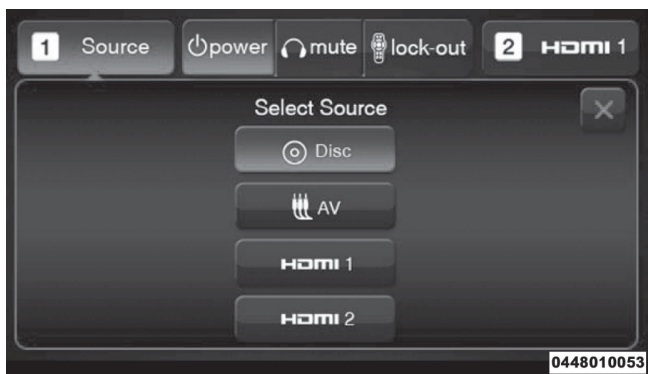 1 Source power mute lock-out 2 HDMI 1
Select Source
Disc
AV
HDMI 1
HDMI 2
0448010053